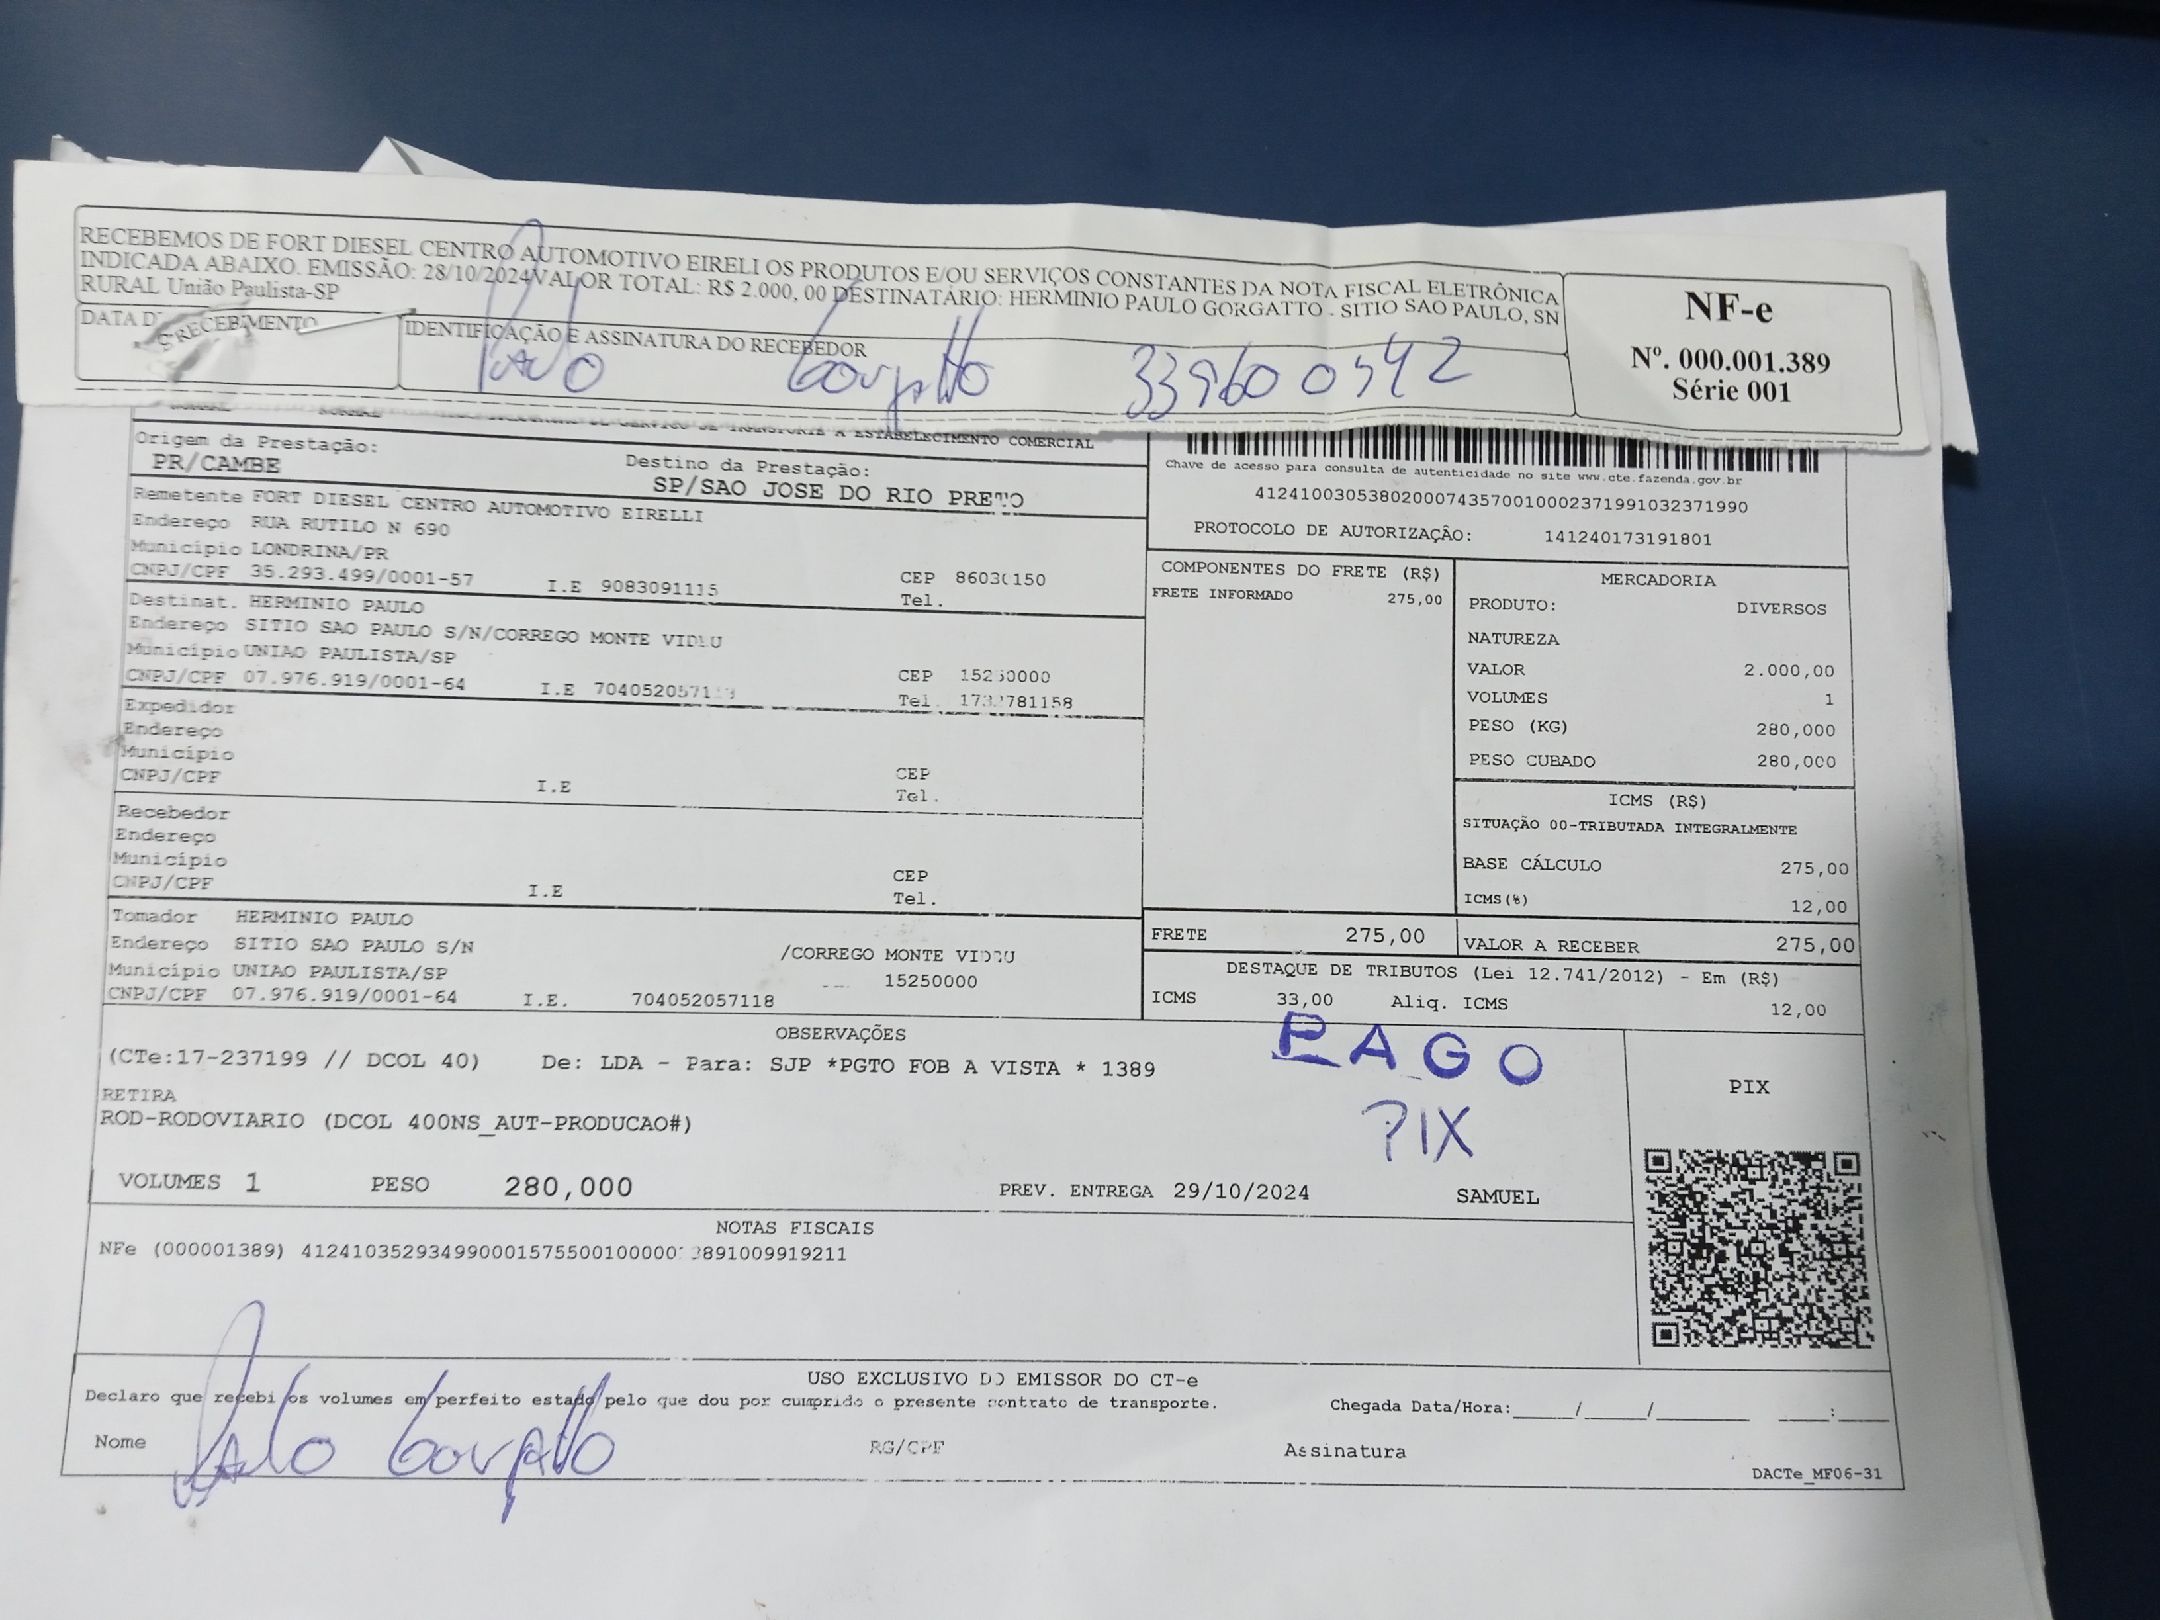 RECEBEMOS DE FORT DIESEL CENTRO AUTOMOTIVO EIRELI OS PRODUTOS E/OU SERVIÇOS CONSTANTES DA NOTA FISCAL ELETRÔNICA
INDICADA ABAIXO. EMISSÃO: 28/10/2024 VALOR TOTAL: R$ 2.000, 00 DESTINATÁRIO: HERMINIO PAULO GORGATTO . SITIO SAO PAULO, SN
RURAL União Paulista-SP
NF-e
Nº. 000.001.389
Série 001
RECEBIMENTO
IDENTIFICAÇÃO E ASSINATURA DO RECEBEDOR
Paulo Gorgatto
ESTABELECIMENTO COMERCIAL
Origem da Prestação:
PR/CAMBE
Destino da Prestação:
SP/SAO JOSE DO RIO PRETO
Chave de acesso para consulta de autenticidade no site www.cte.fazenda.gov.br
41241003053802000743570010002371991032371990
PROTOCOLO DE AUTORIZAÇÃO: 141240173191801
Remetente FORT DIESEL CENTRO AUTOMOTIVO EIRELLI
Endereço RUA RUTILO N 690
Município LONDRINA/PR
CNPJ/CPF 35.293.499/0001-57 I.E 9083091115 CEP 86030150
Tel.
Destinat. HERMINIO PAULO
Endereço SITIO SAO PAULO S/N/CORREGO MONTE
Município UNIAO PAULISTA/SP
CEP
CNPJ/CPF 07.976.919/0001-64 I.E
Tel.
Expedidor
Endereço
Município
CNPJ/CPF I.E CEP
Tel.
Recebedor
Endereço
Município
CNPJ/CPF I.E CEP
Tel.
Tomador HERMINIO PAULO
Endereço SITIO SAO PAULO S/N /CORREGO MONTE
Município UNIAO PAULISTA/SP 15250000
CNPJ/CPF 07.976.919/0001-64 I.E. 704052057118
COMPONENTES DO FRETE (R$)
FRETE INFORMADO 275,00
MERCADORIA
PRODUTO: DIVERSOS
NATUREZA
VALOR 2.000,00
VOLUMES 1
PESO (KG) 280,000
PESO CUBADO 280,000
ICMS (R$)
SITUAÇÃO 00-TRIBUTADA INTEGRALMENTE
BASE CÁLCULO 275,00
ICMS(%) 12,00
FRETE 275,00
VALOR A RECEBER 275,00
DESTAQUE DE TRIBUTOS (Lei 12.741/2012) - Em (R$)
ICMS 33,00 Aliq. ICMS 12,00
OBSERVAÇÕES
(CTe:17-237199 // DCOL 40) De: LDA - Para: SJP *PGTO FOB A VISTA * 1389
RETIRA
ROD-RODOVIARIO (DCOL 400NS_AUT-PRODUCAO#)
PAGO
PIX
PIX
VOLUMES 1 PESO 280,000 PREV. ENTREGA 29/10/2024 SAMUEL
NOTAS FISCAIS
NFe (000001389)
USO EXCLUSIVO DO EMISSOR DO CT-e
Declaro que recebi os volumes em perfeito estado pelo que dou por cumprido o presente contrato de transporte.
Chegada Data/Hora:____/____/________ ____:____
Nome Paulo Gorgatto RG/CPF Assinatura
DACTe_MF06-31